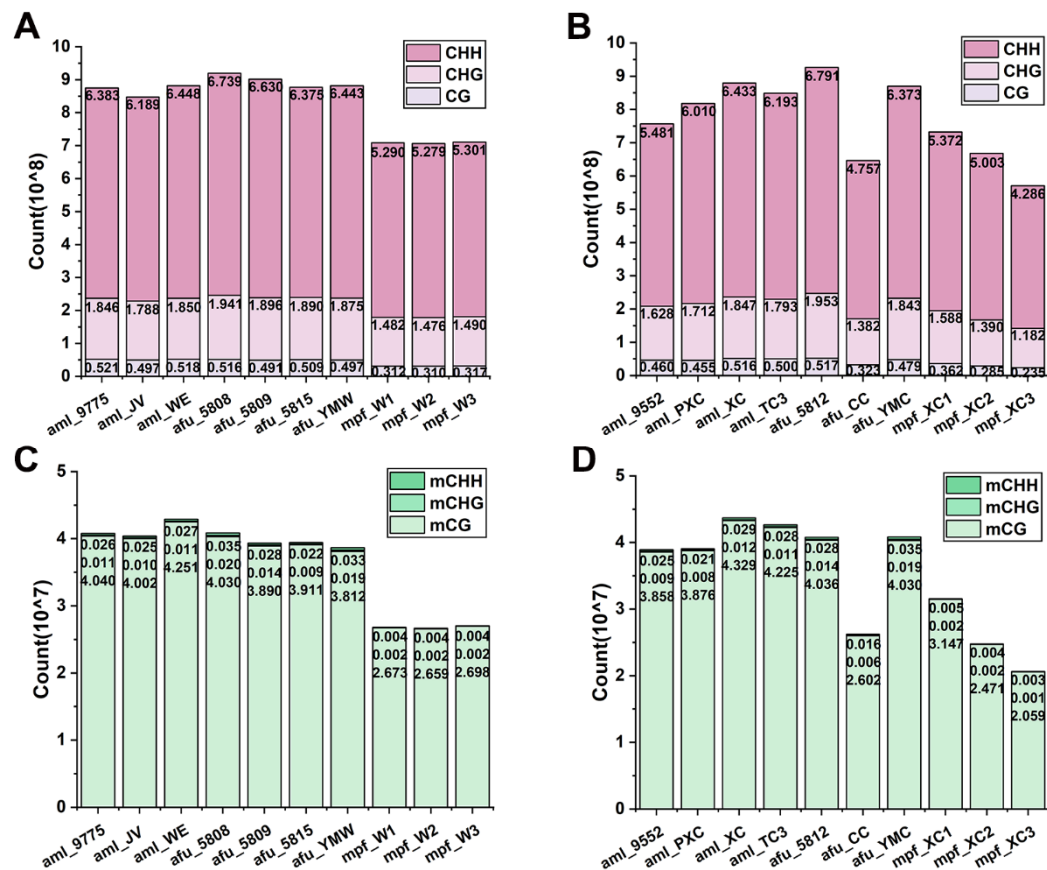 A
Count(10^8)
10
9
8
7
6
5
4
3
2
1
0
CHH
CHG
CG
6.383 6.189 6.448 6.739 6.630 6.375 6.443 5.290 5.279 5.301
1.846 1.788 1.850 1.941 1.896 1.890 1.875 1.482 1.476 1.490
0.521 0.497 0.518 0.516 0.491 0.509 0.497 0.312 0.310 0.317
aml_9775 aml_JV aml_WE afu_5808 afu_5809 afu_5815 afu_YMW mpf_W1 mpf_W2 mpf_W3
B
Count(10^8)
10
9
8
7
6
5
4
3
2
1
0
CHH
CHG
CG
5.481 6.010 6.433 6.193 6.791 4.757 6.373 5.372 5.003 4.286
1.628 1.712 1.847 1.793 1.953 1.382 1.843 1.588 1.390 1.182
0.460 0.455 0.516 0.500 0.517 0.323 0.479 0.362 0.285 0.235
aml_9552 aml_PXC aml_XC aml_TC3 afu_5812 afu_CC afu_YMC mpf_XC1 mpf_XC2 mpf_XC3
C
Count(10^7)
5
4
3
2
1
0
mCHH
mCHG
mCG
0.026 0.025 0.027 0.035 0.028 0.022 0.033 0.004 0.004 0.004
0.011 0.010 0.011 0.020 0.014 0.009 0.019 0.002 0.002 0.002
4.040 4.002 4.251 4.030 3.890 3.911 3.812 2.673 2.659 2.698
aml_9775 aml_JV aml_WE afu_5808 afu_5809 afu_5815 afu_YMW mpf_W1 mpf_W2 mpf_W3
D
Count(10^7)
5
4
3
2
1
0
mCHH
mCHG
mCG
0.025 0.021 0.029 0.028 0.028 0.016 0.035 0.005 0.004 0.003
0.009 0.008 0.012 0.011 0.014 0.006 0.019 0.002 0.002 0.001
3.858 3.876 4.329 4.225 4.036 2.602 4.030 3.147 2.471 2.059
aml_9552 aml_PXC aml_XC aml_TC3 afu_5812 afu_CC afu_YMC mpf_XC1 mpf_XC2 mpf_XC3